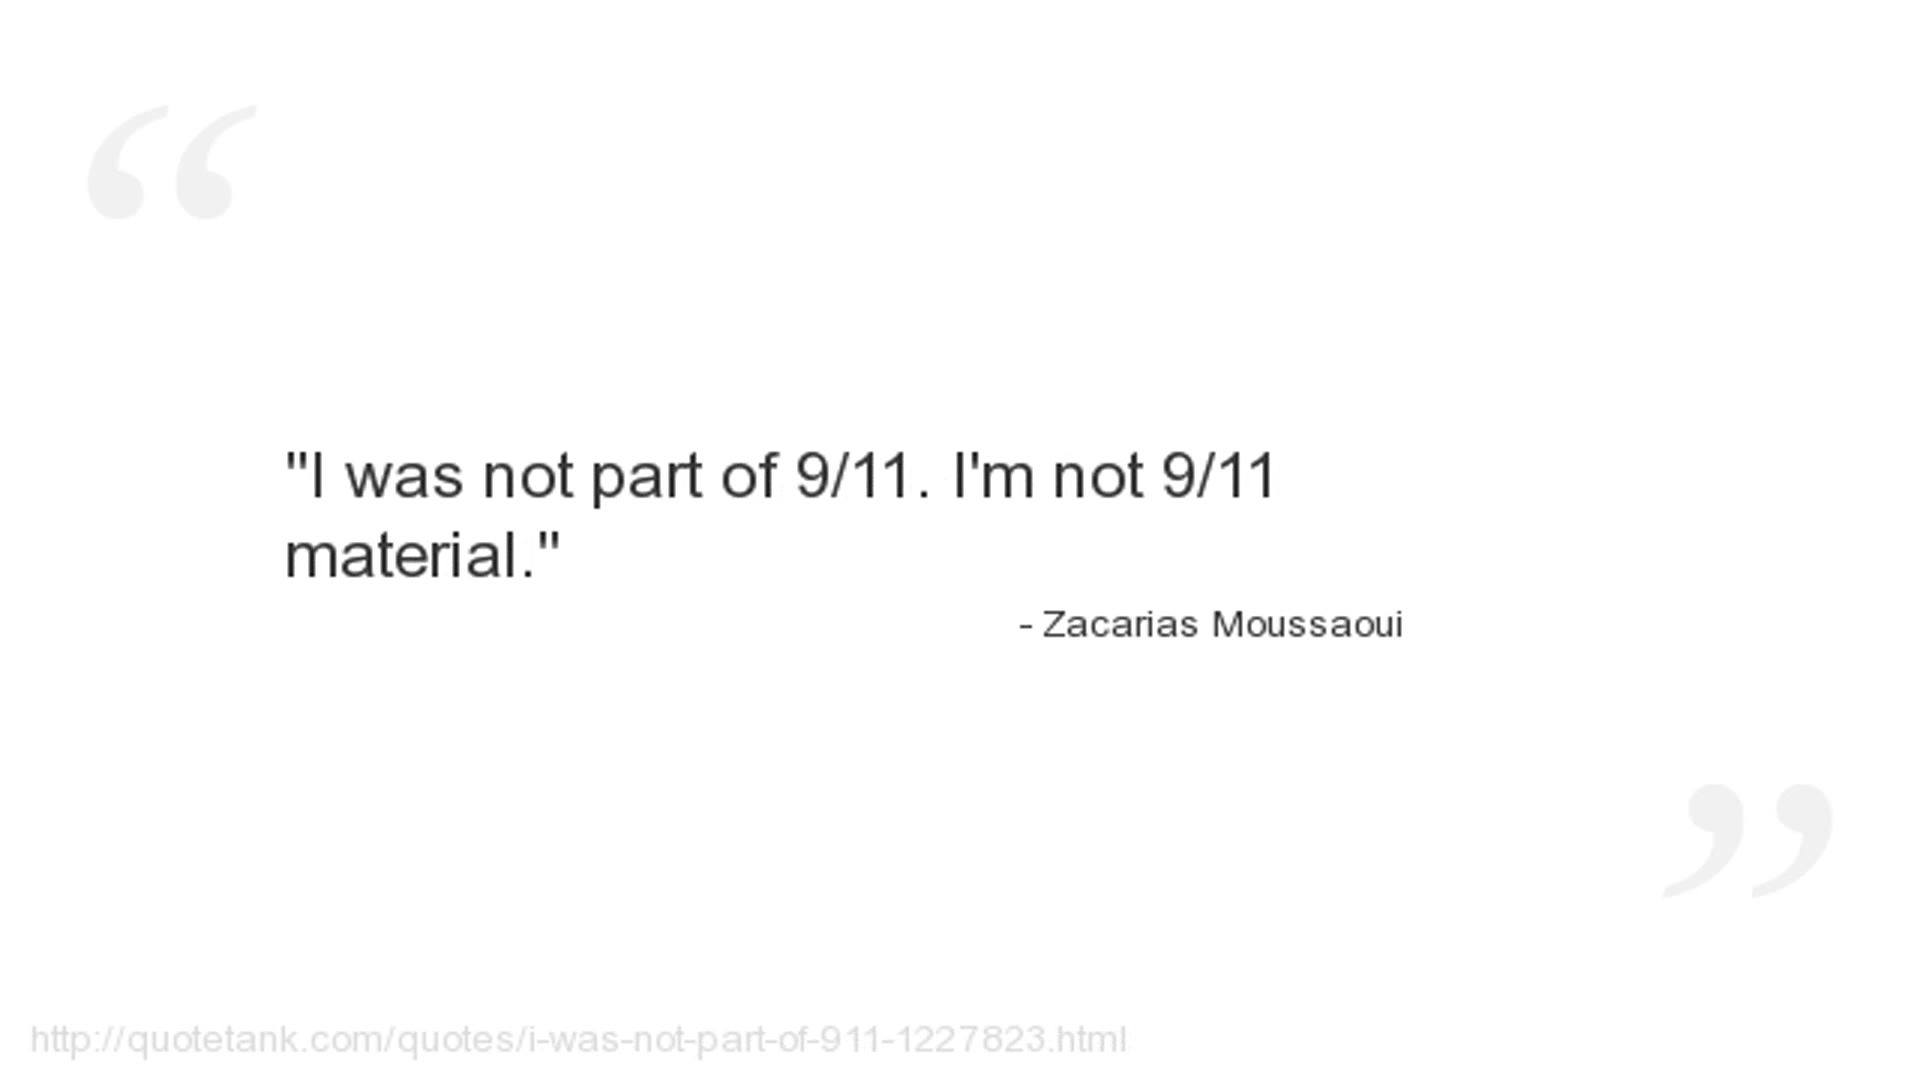 "I was not part of 9/11. I'm not 9/11
material."
- Zacarias Moussaoui
http://quotetank.com/quotes/i-was-not-part-of-911-1227823.html